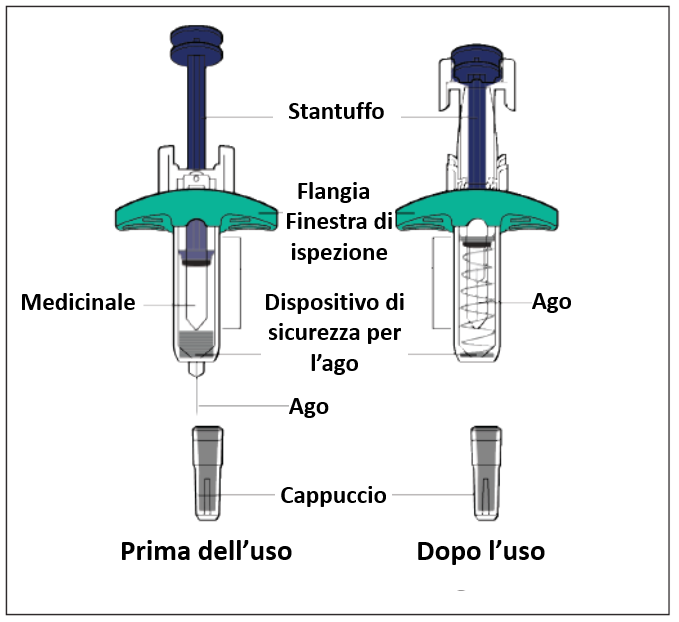 Stantuffo
Flangia
Finestra di
ispezione
Medicinale
Dispositivo di
sicurezza per
l’ago
Ago
Ago
Cappuccio
Prima dell’uso
Dopo l’uso